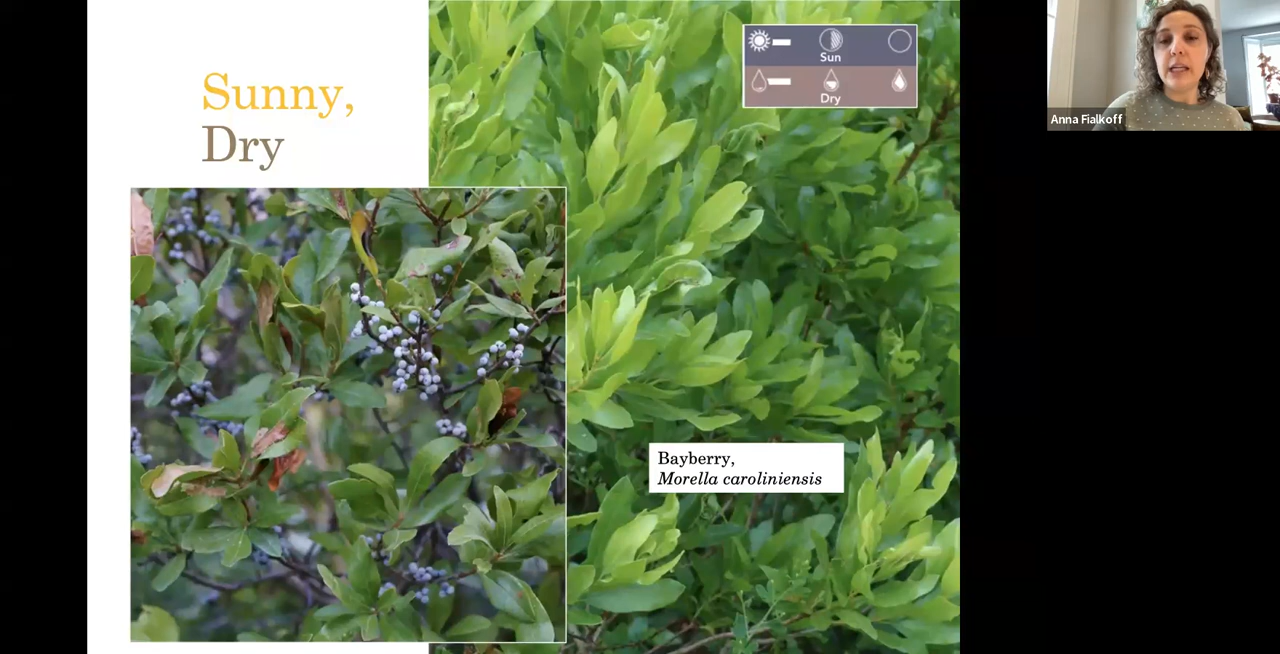 Sunny,
Dry
Sun
Dry
Anna Fialkoff
Bayberry,
Morella caroliniensis